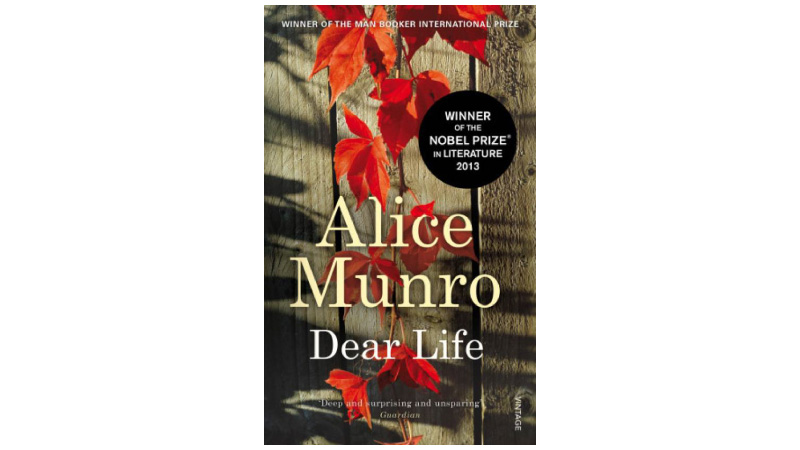 WINNER OF THE MAN BOOKER INTERNATIONAL PRIZE
WINNER
OF THE
NOBEL PRIZE®
IN LITERATURE
2013
Alice
Munro
Dear Life
'Deep and surprising and unsparing'
Guardian
VINTAGE